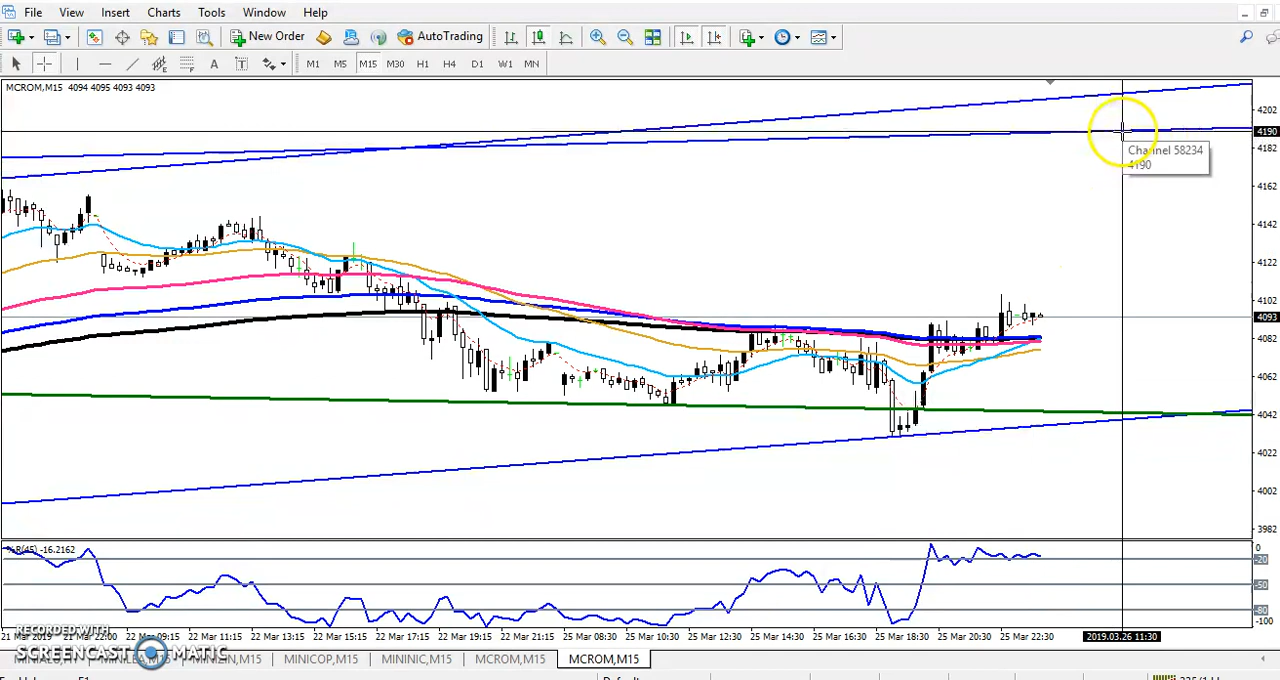 File View Insert Charts Tools Window Help
New Order AutoTrading
A T M1 M5 M15 M30 H1 H4 D1 W1 MN
MCROM,M15 4094 4095 4093 4093
4202
4190
4182
Channel 58234
4190
4162
4142
4122
4102
4093
4082
4062
4042
4022
4002
3982
%R(45) -16.2162
0
-20
-50
-80
-100
21 Mar 2019 22 Mar 09:15 22 Mar 11:15 22 Mar 13:15 22 Mar 15:15 22 Mar 17:15 22 Mar 19:15 22 Mar 21:15 25 Mar 08:30 25 Mar 10:30 25 Mar 12:30 25 Mar 14:30 25 Mar 16:30 25 Mar 18:30 25 Mar 20:30 25 Mar 22:30 2019.03.26 11:30
RECORDED WITH
SCREENCAST MATIC
MINICOP,M15 MININIC,M15 MCROM,M15 MCROM,M15